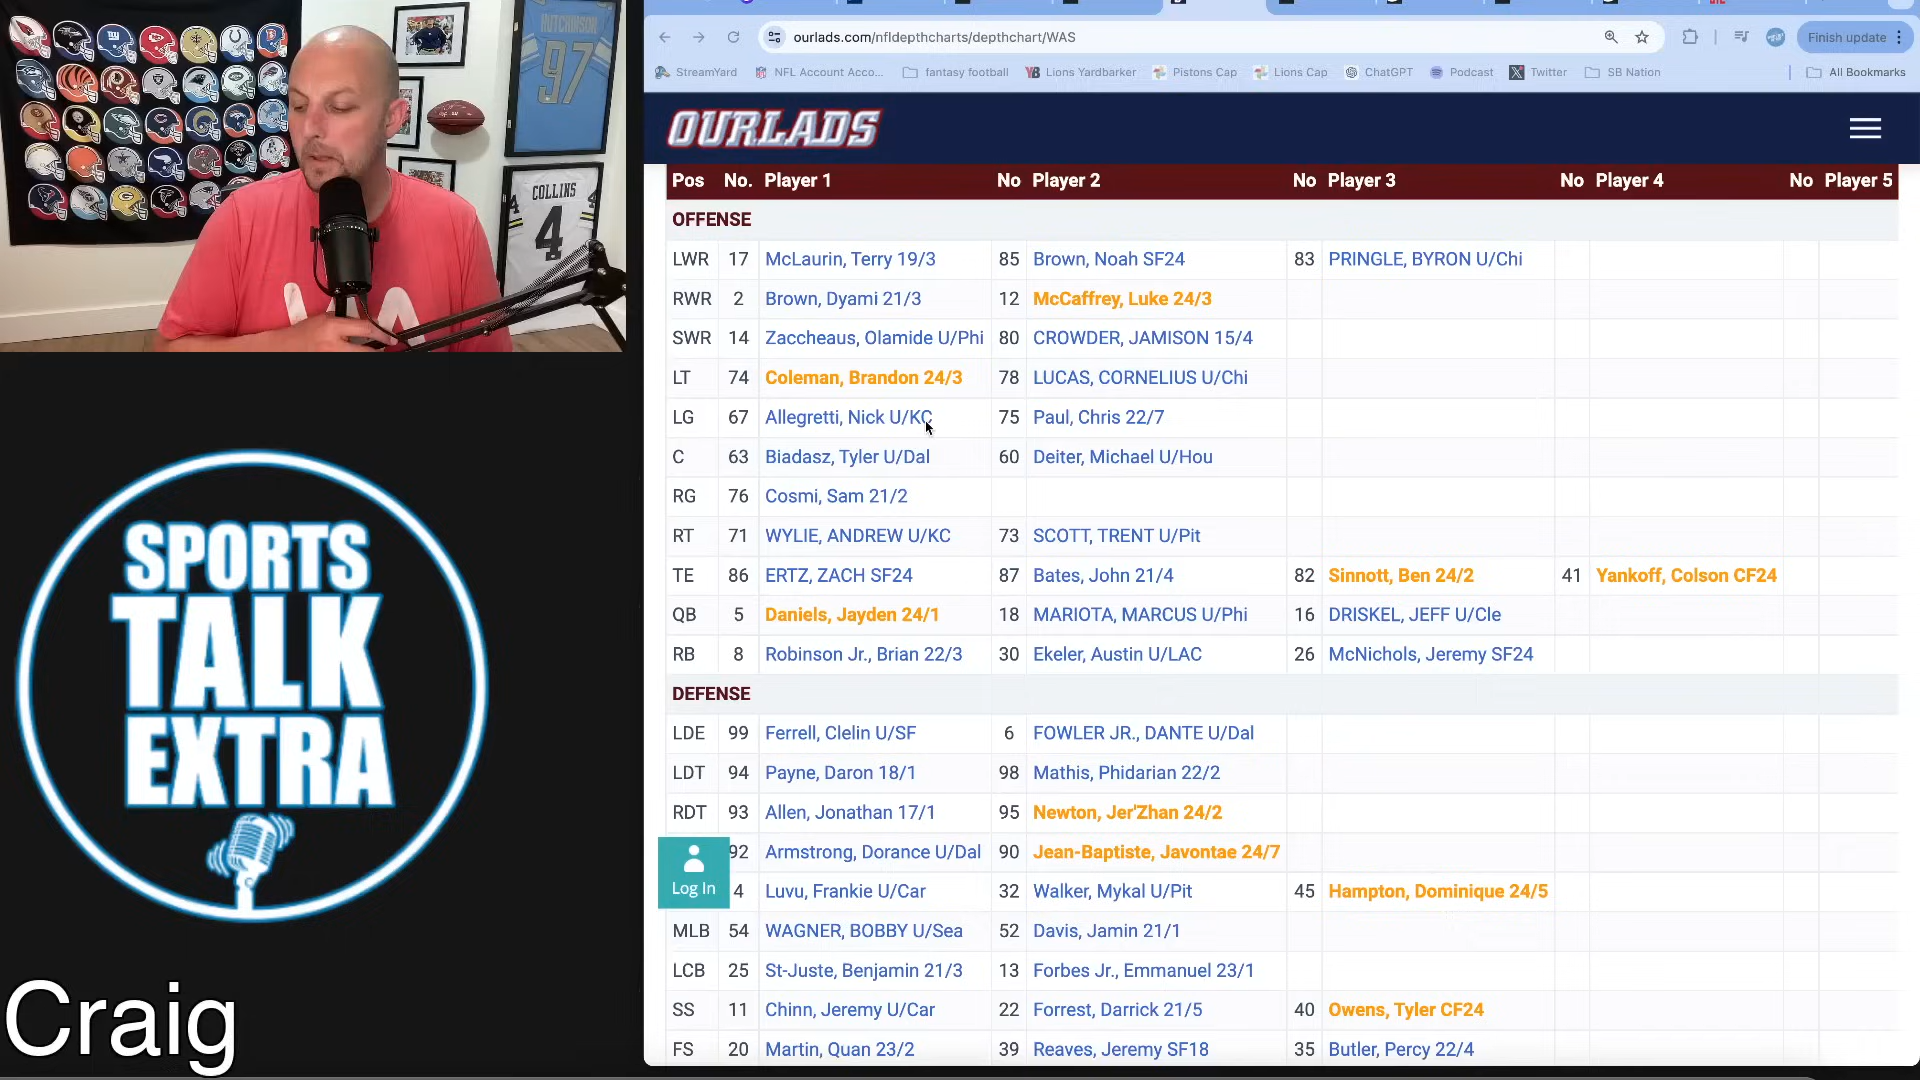 HUTCHINSON
97
COLLINS
4
4
SPORTS
TALK
EXTRA
Craig
ourlads.com/nfldepthcharts/depthchart/WAS
Finish update
StreamYard
NFL Account Acco...
fantasy football
Lions Yardbarker
Pistons Cap
Lions Cap
ChatGPT
Podcast
Twitter
SB Nation
All Bookmarks
OURLADS
Pos No. Player 1 No Player 2 No Player 3 No Player 4 No Player 5
OFFENSE
LWR 17 McLaurin, Terry 19/3 85 Brown, Noah SF24 83 PRINGLE, BYRON U/Chi
RWR 2 Brown, Dyami 21/3 12 McCaffrey, Luke 24/3
SWR 14 Zaccheaus, Olamide U/Phi 80 CROWDER, JAMISON 15/4
LT 74 Coleman, Brandon 24/3 78 LUCAS, CORNELIUS U/Chi
LG 67 Allegretti, Nick U/KC 75 Paul, Chris 22/7
C 63 Biadasz, Tyler U/Dal 60 Deiter, Michael U/Hou
RG 76 Cosmi, Sam 21/2
RT 71 WYLIE, ANDREW U/KC 73 SCOTT, TRENT U/Pit
TE 86 ERTZ, ZACH SF24 87 Bates, John 21/4 82 Sinnott, Ben 24/2 41 Yankoff, Colson CF24
QB 5 Daniels, Jayden 24/1 18 MARIOTA, MARCUS U/Phi 16 DRISKEL, JEFF U/Cle
RB 8 Robinson Jr., Brian 22/3 30 Ekeler, Austin U/LAC 26 McNichols, Jeremy SF24
DEFENSE
LDE 99 Ferrell, Clelin U/SF 6 FOWLER JR., DANTE U/Dal
LDT 94 Payne, Daron 18/1 98 Mathis, Phidarian 22/2
RDT 93 Allen, Jonathan 17/1 95 Newton, Jer'Zhan 24/2
92 Armstrong, Dorance U/Dal 90 Jean-Baptiste, Javontae 24/7
Log In
4 Luvu, Frankie U/Car 32 Walker, Mykal U/Pit 45 Hampton, Dominique 24/5
MLB 54 WAGNER, BOBBY U/Sea 52 Davis, Jamin 21/1
LCB 25 St-Juste, Benjamin 21/3 13 Forbes Jr., Emmanuel 23/1
SS 11 Chinn, Jeremy U/Car 22 Forrest, Darrick 21/5 40 Owens, Tyler CF24
FS 20 Martin, Quan 23/2 39 Reaves, Jeremy SF18 35 Butler, Percy 22/4